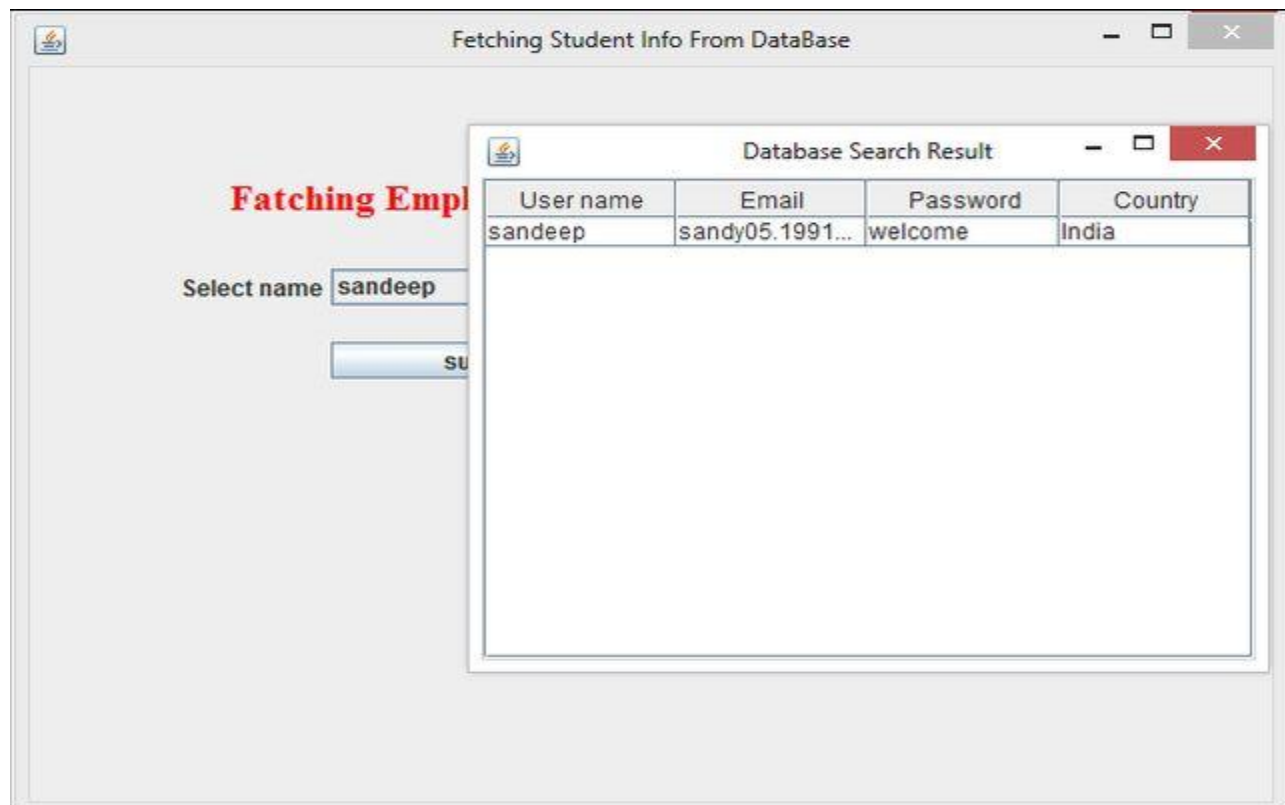 Fetching Student Info From DataBase
Database Search Result
User name Email Password Country
sandeep sandy05.1991... welcome India
Fatching Empl
Select name sandeep
su